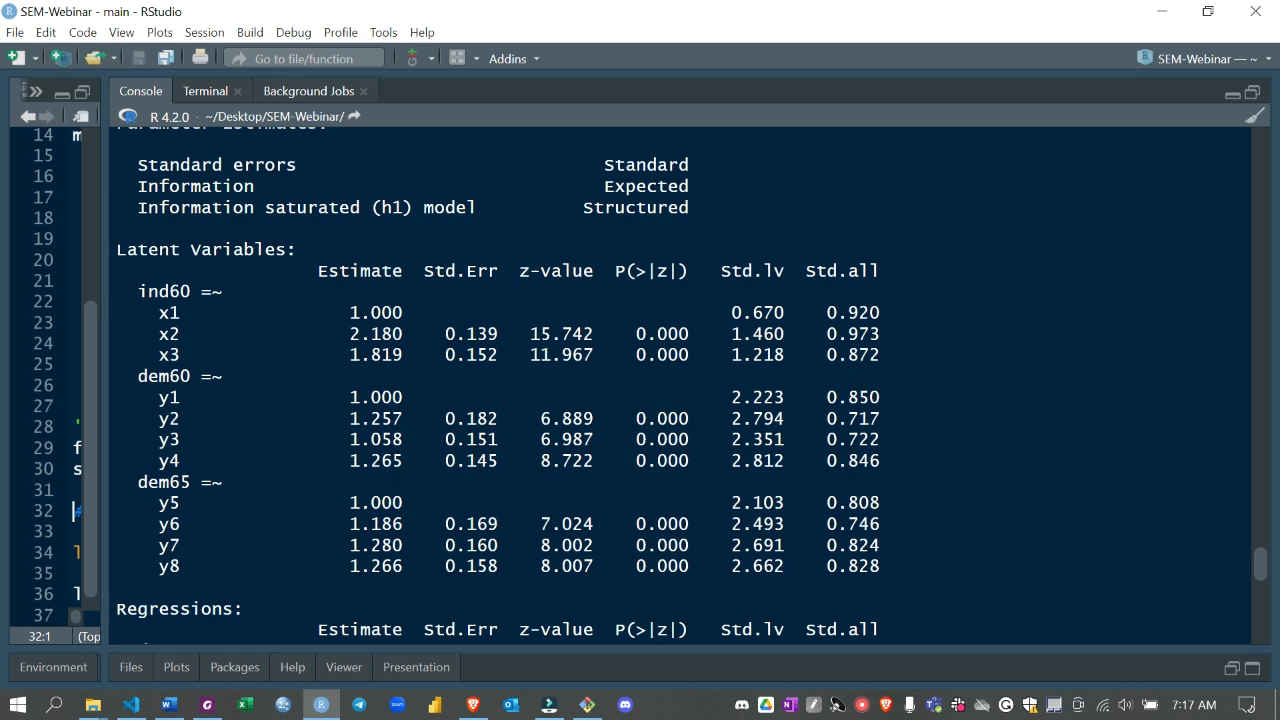 SEM-Webinar - main - RStudio
File Edit Code View Plots Session Build Debug Profile Tools Help
Go to file/function Addins SEM-Webinar — ~
Console Terminal Background Jobs
R 4.2.0 · ~/Desktop/SEM-Webinar/
Parameter Estimates:
14 m
15
16 Standard errors Standard
17 Information Expected
18 Information saturated (h1) model Structured
19
20 Latent Variables:
21 Estimate Std.Err z-value P(>|z|) Std.lv Std.all
22 ind60 =~
23 x1 1.000 0.670 0.920
24 x2 2.180 0.139 15.742 0.000 1.460 0.973
25 x3 1.819 0.152 11.967 0.000 1.218 0.872
26 dem60 =~
27 y1 1.000 2.223 0.850
28 ' y2 1.257 0.182 6.889 0.000 2.794 0.717
29 f y3 1.058 0.151 6.987 0.000 2.351 0.722
30 s y4 1.265 0.145 8.722 0.000 2.812 0.846
31 dem65 =~
32 # y5 1.000 2.103 0.808
33 y6 1.186 0.169 7.024 0.000 2.493 0.746
34 l y7 1.280 0.160 8.002 0.000 2.691 0.824
35 y8 1.266 0.158 8.007 0.000 2.662 0.828
36 l
37 Regressions:
32:1 (Top Estimate Std.Err z-value P(>|z|) Std.lv Std.all
Environment Files Plots Packages Help Viewer Presentation
7:17 AM